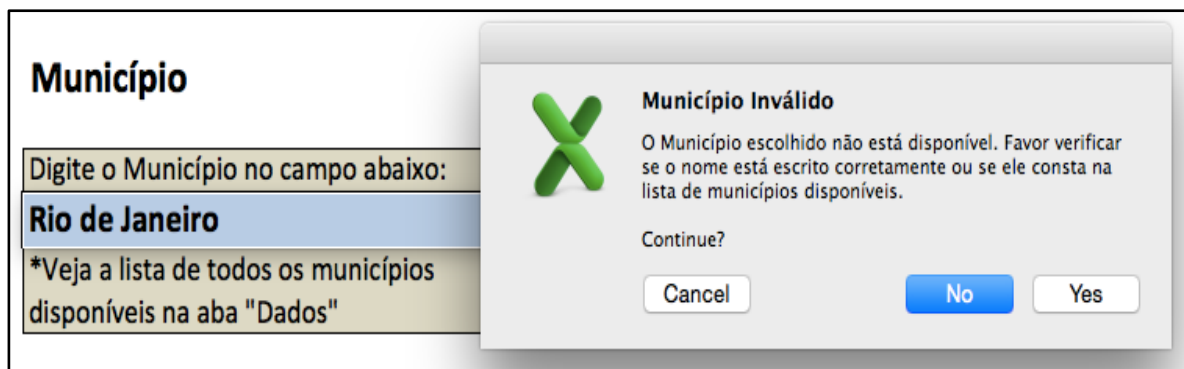 Município
Digite o Município no campo abaixo:
Rio de Janeiro
*Veja a lista de todos os municípios
disponíveis na aba "Dados"
Município Inválido
O Município escolhido não está disponível. Favor verificar
se o nome está escrito corretamente ou se ele consta na
lista de municípios disponíveis.
Continue?
Cancel
No
Yes